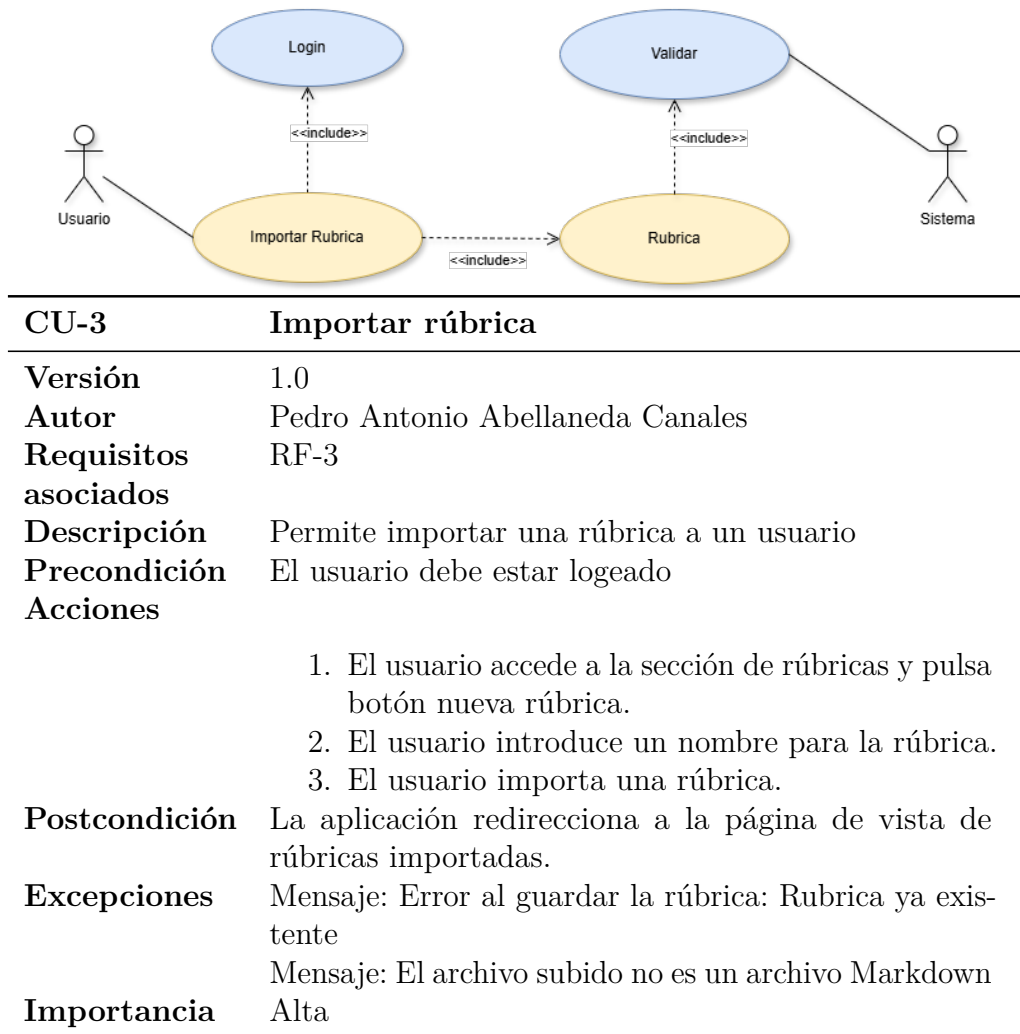 Login
Validar
<<include>>
<<include>>
Usuario
Sistema
Importar Rubrica
Rubrica
<<include>>
CU-3 Importar rúbrica
Versión 1.0
Autor Pedro Antonio Abellaneda Canales
Requisitos RF-3
asociados
Descripción Permite importar una rúbrica a un usuario
Precondición El usuario debe estar logeado
Acciones
1. El usuario accede a la sección de rúbricas y pulsa
botón nueva rúbrica.
2. El usuario introduce un nombre para la rúbrica.
3. El usuario importa una rúbrica.
Postcondición La aplicación redirecciona a la página de vista de
rúbricas importadas.
Excepciones Mensaje: Error al guardar la rúbrica: Rubrica ya exis-
tente
Mensaje: El archivo subido no es un archivo Markdown
Importancia Alta